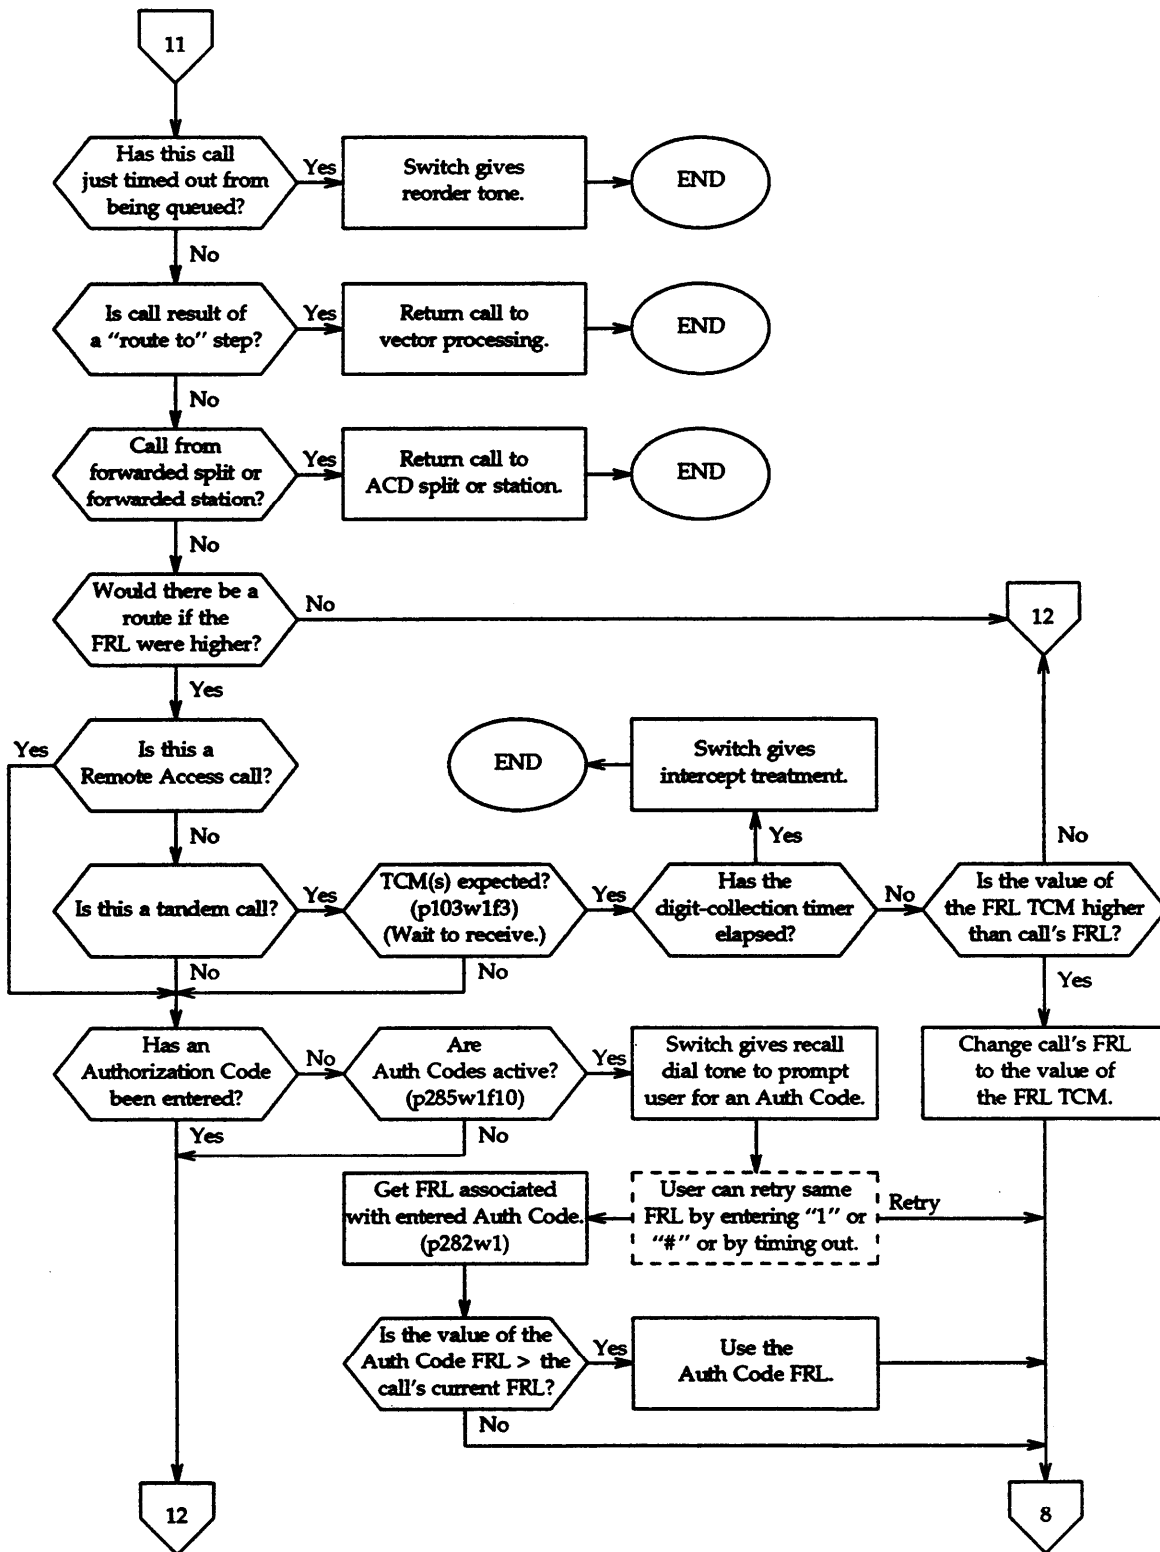 11
Has this call
just timed out from
being queued?
Yes
Switch gives
reorder tone.
END
No
Is call result of
a “route to” step?
Yes
Return call to
vector processing.
END
No
Call from
forwarded split or
forwarded station?
Yes
Return call to
ACD split or station.
END
No
Would there be a
route if the
FRL were higher?
No
12
Yes
Yes
Is this a
Remote Access call?
END
Switch gives
intercept treatment.
No
Yes
No
Is this a tandem call?
Yes
TCM(s) expected?
(p103w1f3)
(Wait to receive.)
Yes
Has the
digit-collection timer
elapsed?
No
Is the value of
the FRL TCM higher
than call's FRL?
No
No
Yes
Has an
Authorization Code
been entered?
No
Are
Auth Codes active?
(p285w1f10)
Yes
Switch gives recall
dial tone to prompt
user for an Auth Code.
Change call's FRL
to the value of
the FRL TCM.
Yes
No
Get FRL associated
with entered Auth Code.
(p282w1)
User can retry same
FRL by entering “1” or
“#” or by timing out.
Retry
Is the value of the
Auth Code FRL > the
call's current FRL?
Yes
Use the
Auth Code FRL.
No
12
8